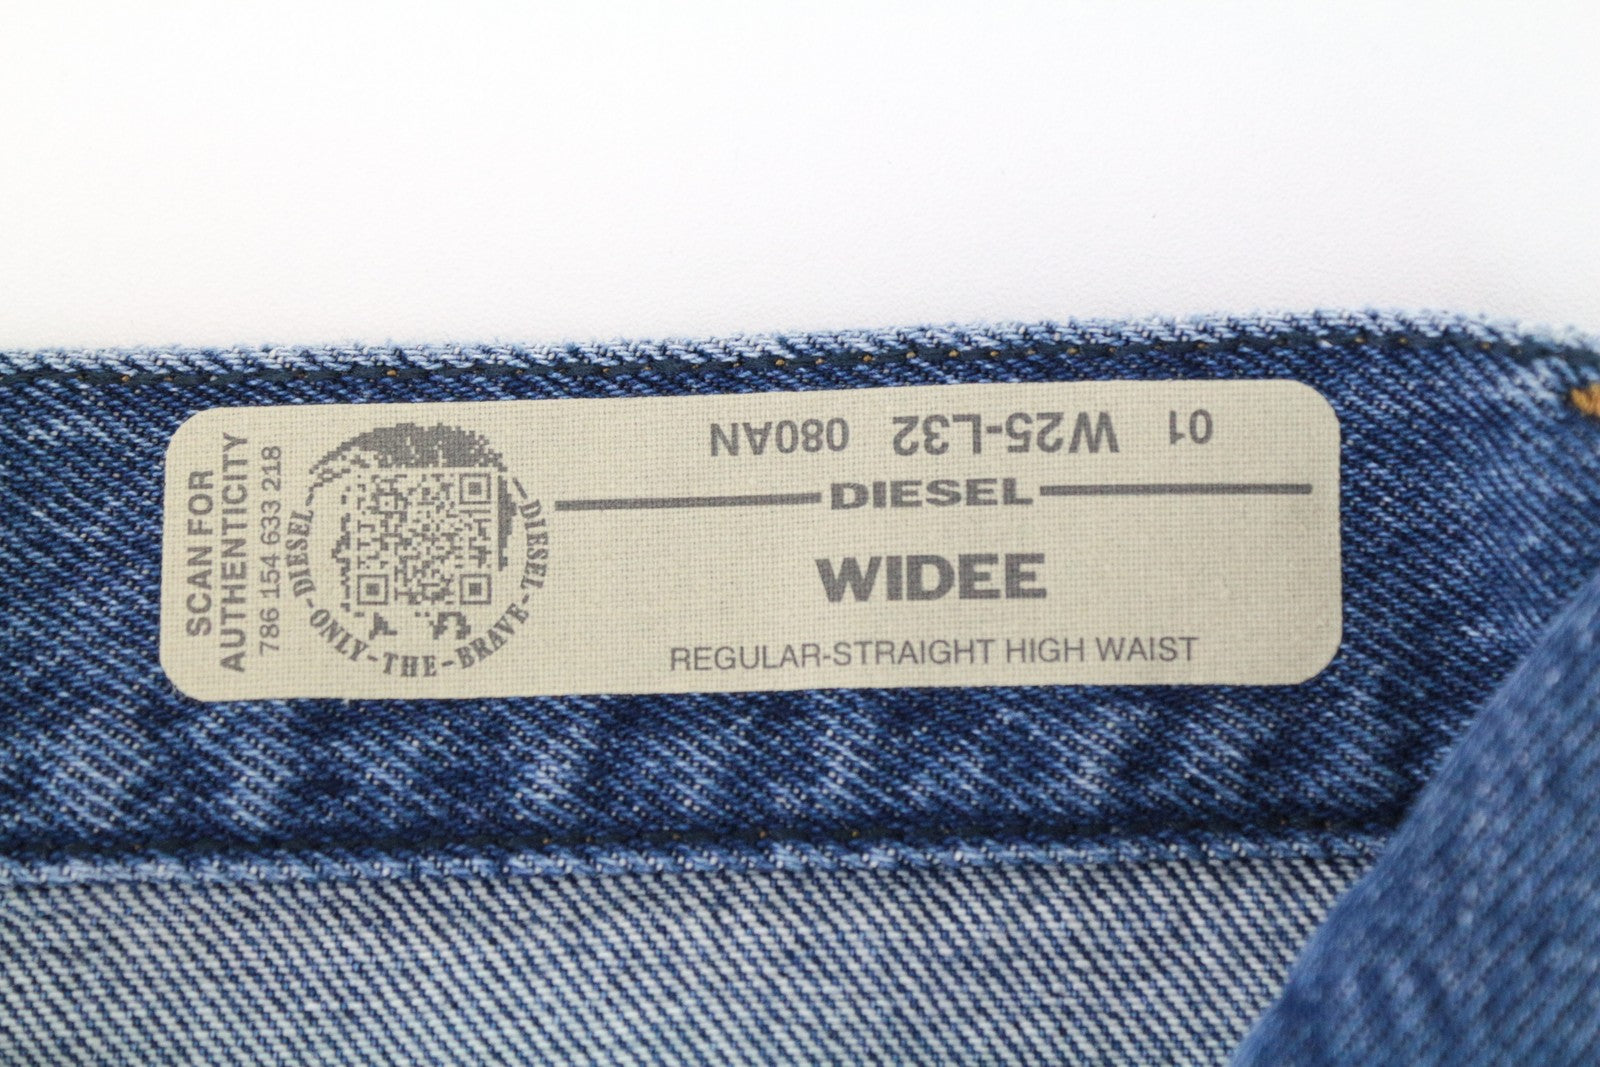 SCAN FOR
AUTHENTICITY
786 154 633 218
DIESEL-ONLY-THE-BRAVE-DIESEL
01 W25-L32 080AN
DIESEL
WIDEE
REGULAR-STRAIGHT HIGH WAIST